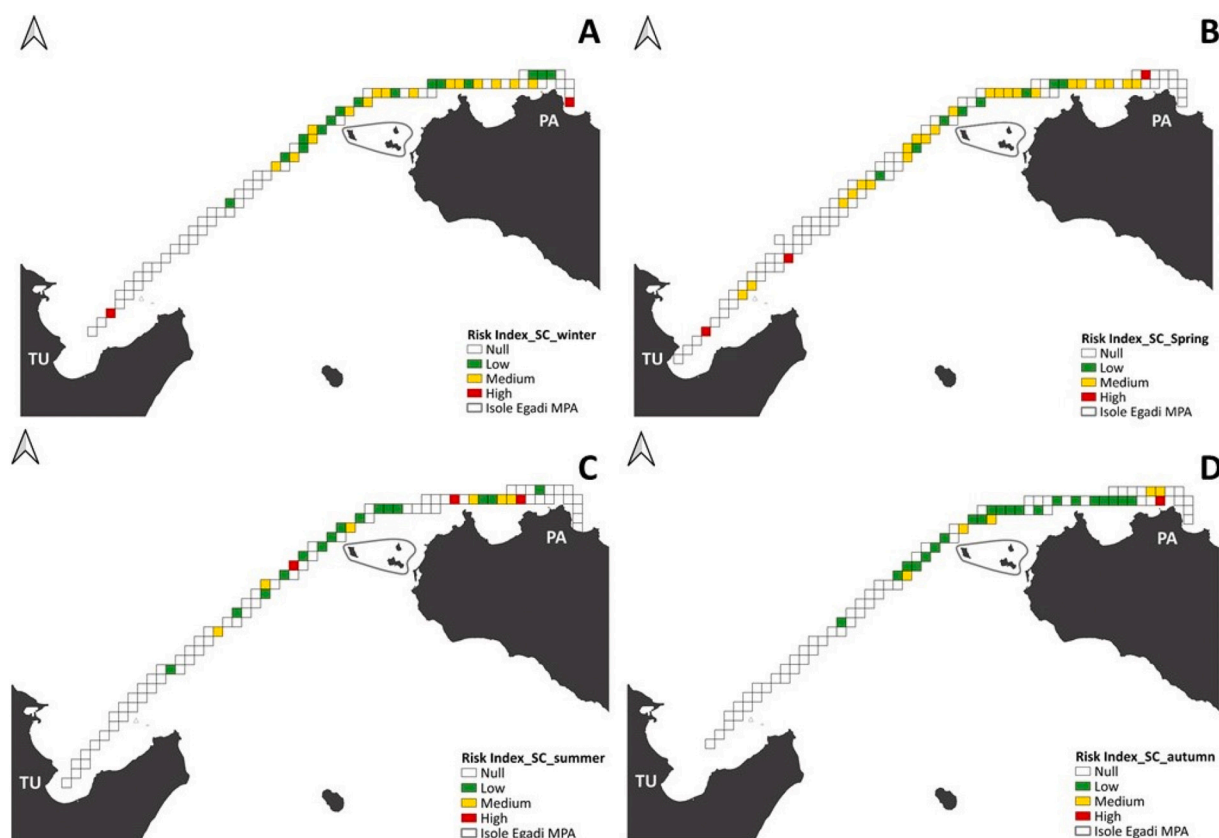 A
PA
TU
Risk Index_SC_winter
Null
Low
Medium
High
Isole Egadi MPA
B
PA
TU
Risk Index_SC_Spring
Null
Low
Medium
High
Isole Egadi MPA
C
PA
TU
Risk Index_SC_summer
Null
Low
Medium
High
Isole Egadi MPA
D
PA
TU
Risk Index_SC_autumn
Null
Low
Medium
High
Isole Egadi MPA